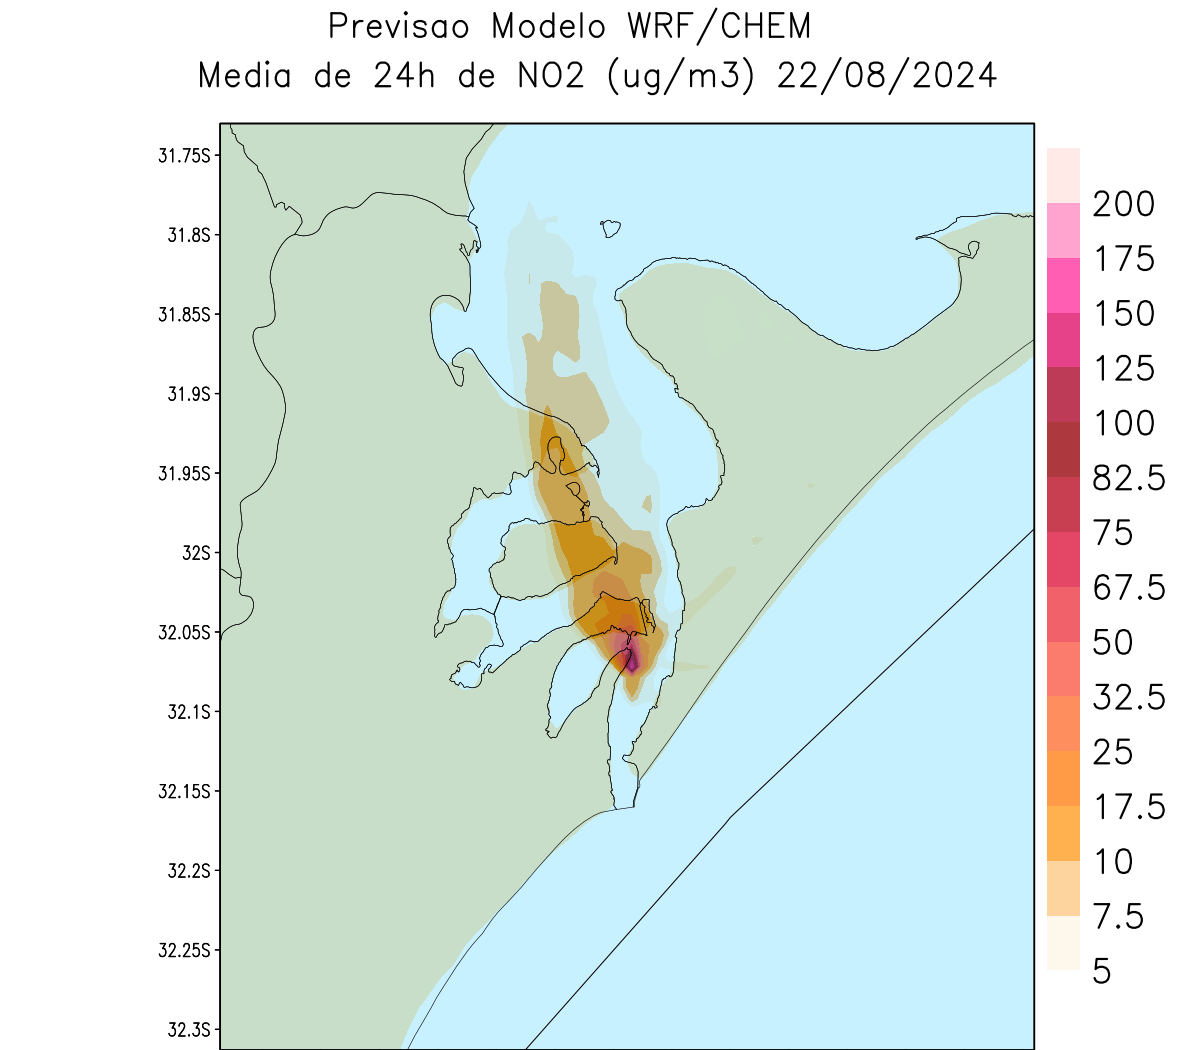 Previsao Modelo WRF/CHEM
Media de 24h de NO2 (ug/m3) 22/08/2024
31.75S
31.8S
31.85S
31.9S
31.95S
32S
32.05S
32.1S
32.15S
32.2S
32.25S
32.3S
200
175
150
125
100
82.5
75
67.5
50
32.5
25
17.5
10
7.5
5